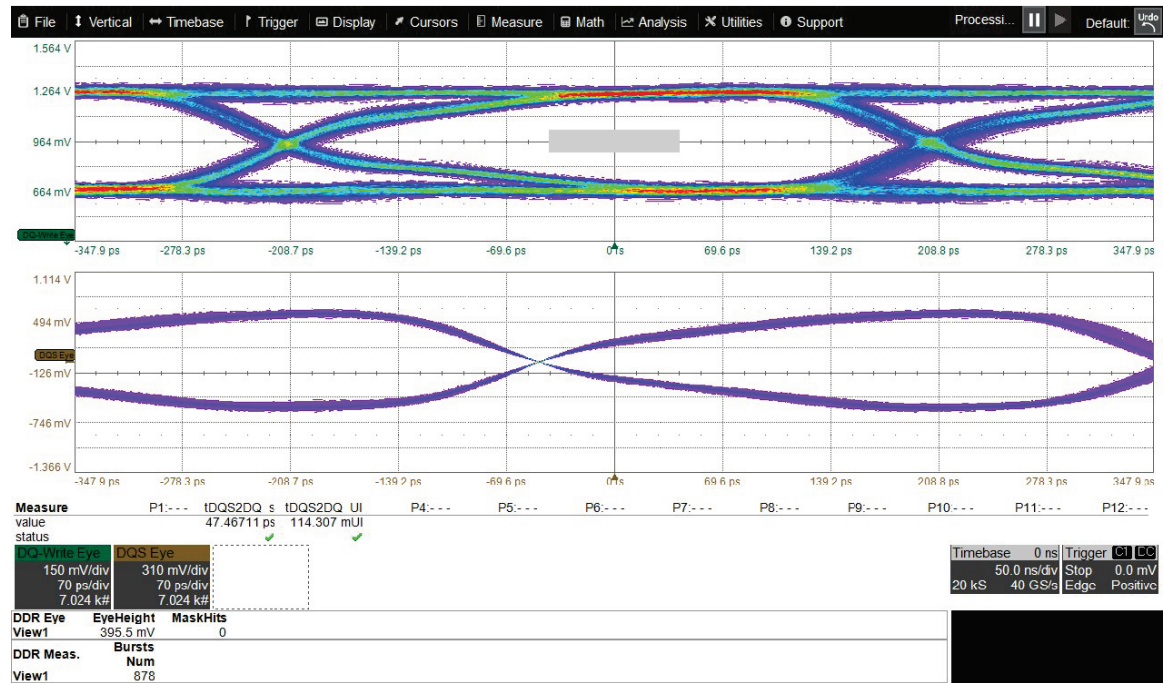 File Vertical Timebase Trigger Display Cursors Measure Math Analysis Utilities Support Processi... Default: Undo
1.564 V
1.264 V
964 mV
664 mV
DQ-Write Eye
-347.9 ps -278.3 ps -208.7 ps -139.2 ps -69.6 ps 0 s 69.6 ps 139.2 ps 208.8 ps 278.3 ps 347.9 ps
1.114 V
494 mV
DQS Eye
-126 mV
-746 mV
-1.366 V
-347.9 ps -278.3 ps -208.7 ps -139.2 ps -69.6 ps 0 s 69.6 ps 139.2 ps 208.8 ps 278.3 ps 347.9 ps
Measure P1:- - - tDQS2DQ_s tDQS2DQ_UI P4:- - - P5:- - - P6:- - - P7:- - - P8:- - - P9:- - - P10:- - - P11:- - - P12:- - -
value 47.46711 ps 114.307 mUI
status
DQ-Write Eye DQS Eye Timebase 0 ns Trigger C1 DC
150 mV/div 310 mV/div 50.0 ns/div Stop 0.0 mV
70 ps/div 70 ps/div 20 kS 40 GS/s Edge Positive
7.024 k# 7.024 k#
DDR Eye EyeHeight MaskHits
View1 395.5 mV 0
DDR Meas. Bursts Num
View1 878